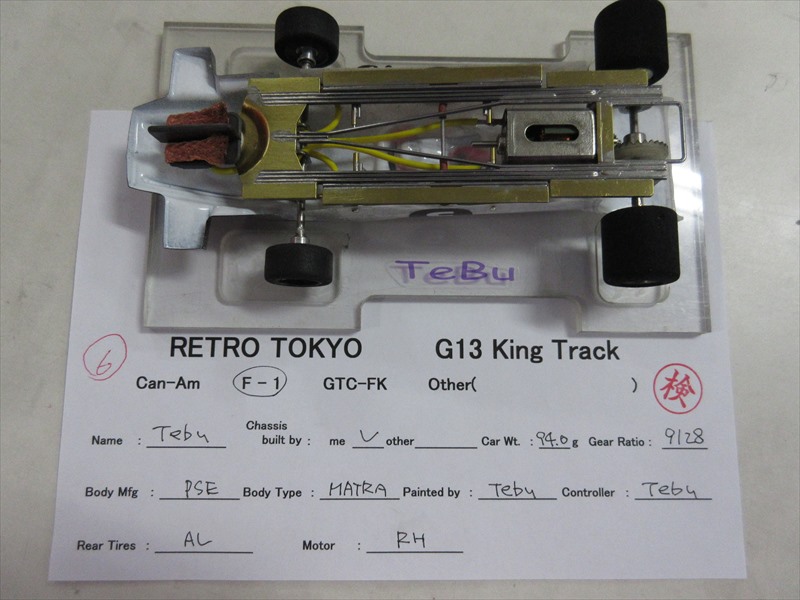 TeBu
6 RETRO TOKYO G13 King Track
Can-Am F-1 GTC-FK Other( ) 検
Name : Tebu Chassis built by : me ✓ other Car Wt. : 94.0 g Gear Ratio : 9/28
Body Mfg : PSE Body Type : MATRA Painted by : Tebu Controller : Tebu
Rear Tires : AL Motor : RH